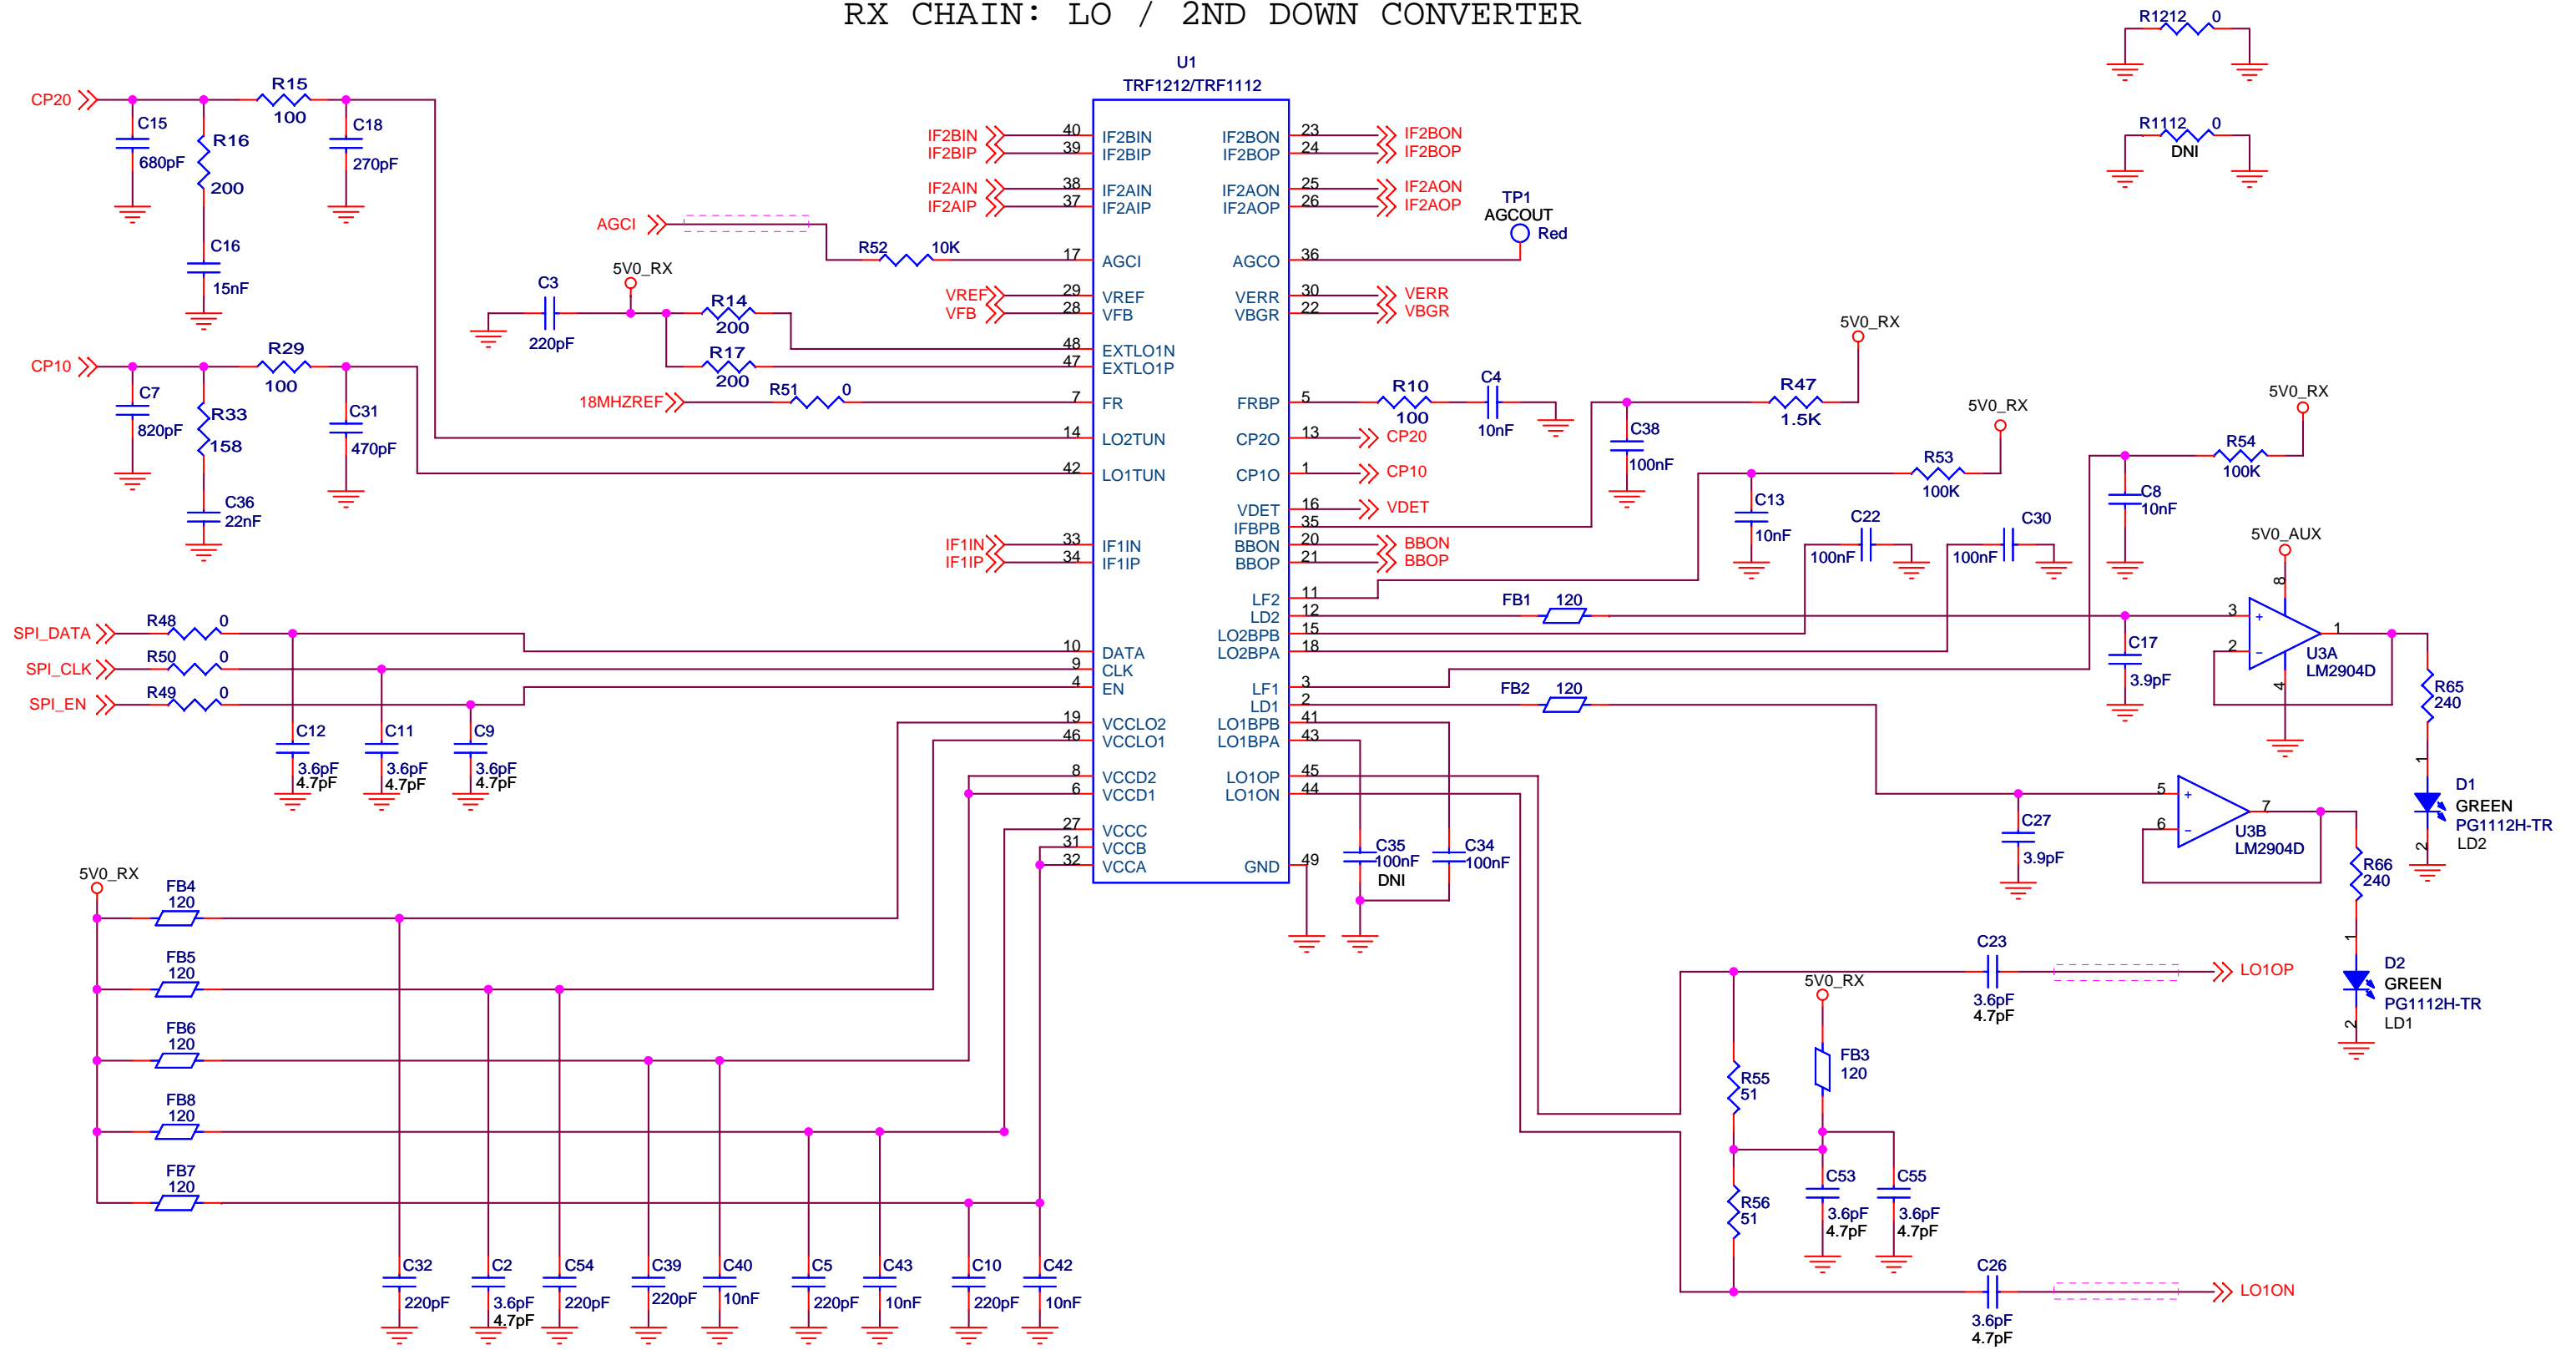 RX CHAIN: LO / 2ND DOWN CONVERTER
R1212 0
R1112 0
DNI
U1
TRF1212/TRF1112
CP20
C15
680pF
R16
200
C16
15nF
R15
100
C18
270pF
CP10
C7
820pF
R33
158
C36
22nF
R29
100
C31
470pF
AGCI
R52 10K
5V0_RX
C3
220pF
R14
200
R17
200
18MHZREF
R51 0
IF2BIN
IF2BIP
IF2AIN
IF2AIP
VREF
VFB
IF1IN
IF1IP
SPI_DATA
R48 0
SPI_CLK
R50 0
SPI_EN
R49 0
C12
3.6pF
4.7pF
C11
3.6pF
4.7pF
C9
3.6pF
4.7pF
40 IF2BIN
39 IF2BIP
38 IF2AIN
37 IF2AIP
17 AGCI
29 VREF
28 VFB
48 EXTLO1N
47 EXTLO1P
7 FR
14 LO2TUN
42 LO1TUN
33 IF1IN
34 IF1IP
10 DATA
9 CLK
4 EN
19 VCCLO2
46 VCCLO1
8 VCCD2
6 VCCD1
27 VCCC
31 VCCB
32 VCCA
IF2BON 23 IF2BON
IF2BOP 24 IF2BOP
IF2AON 25 IF2AON
IF2AOP 26 IF2AOP
AGCO 36
TP1
AGCOUT
Red
VERR 30 VERR
VBGR 22 VBGR
FRBP 5
R10
100
C4
10nF
CP2O 13 CP20
CP1O 1 CP10
VDET 16 VDET
IFBPB 35
BBON 20 BBON
BBOP 21 BBOP
LF2 11
LD2 12
LO2BPB 15
LO2BPA 18
LF1 3
LD1 2
LO1BPB 41
LO1BPA 43
LO1OP 45
LO1ON 44
GND 49
C38
100nF
R47
1.5K
5V0_RX
C13
10nF
R53
100K
5V0_RX
C22
100nF
C30
100nF
C8
10nF
R54
100K
5V0_RX
FB1 120
FB2 120
C17
3.9pF
5V0_AUX
8
3
+
2
-
1
4
U3A
LM2904D
R65
240
1
D1
GREEN
PG1112H-TR
LD2
2
C27
3.9pF
5
+
6
-
7
U3B
LM2904D
R66
240
1
D2
GREEN
PG1112H-TR
LD1
2
C35
100nF
DNI
C34
100nF
5V0_RX
FB4
120
FB5
120
FB6
120
FB8
120
FB7
120
C32
220pF
C2
3.6pF
4.7pF
C54
220pF
C39
220pF
C40
10nF
C5
220pF
C43
10nF
C10
220pF
C42
10nF
C23
3.6pF
4.7pF
LO1OP
5V0_RX
FB3
120
R55
51
R56
51
C53
3.6pF
4.7pF
C55
3.6pF
4.7pF
C26
3.6pF
4.7pF
LO1ON